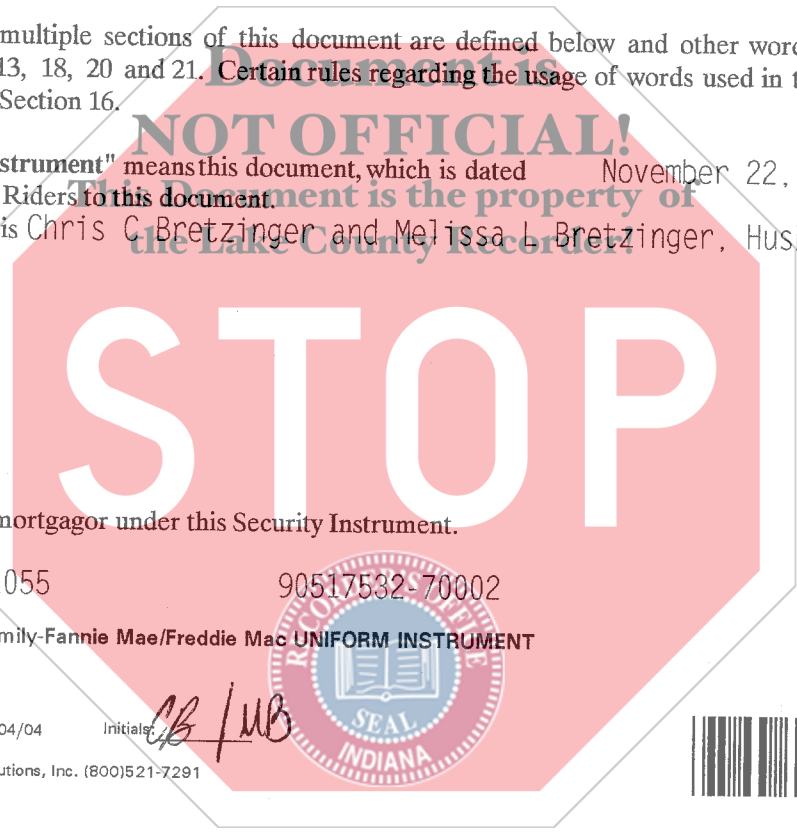 multiple sections of this document are defined below and other word
13, 18, 20 and 21. Certain rules regarding the usage of words used in t
Section 16.
Document is
NOT OFFICIAL!
This Document is the property of
the Lake County Recorder!
strument" means this document, which is dated November 22,
Riders to this document.
is Chris C Bretzinger and Melissa L Bretzinger, Hus
STOP
mortgagor under this Security Instrument.
055 90517532-70002
mily-Fannie Mae/Freddie Mac UNIFORM INSTRUMENT
RECORDER'S OFFICE
SEAL
INDIANA
04/04 Initials: CB / MB
utions, Inc. (800)521-7291